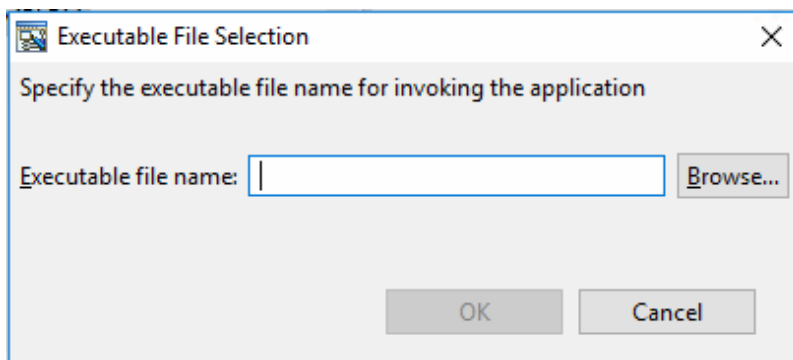 Executable File Selection
Specify the executable file name for invoking the application
Executable file name:
Browse...
OK
Cancel